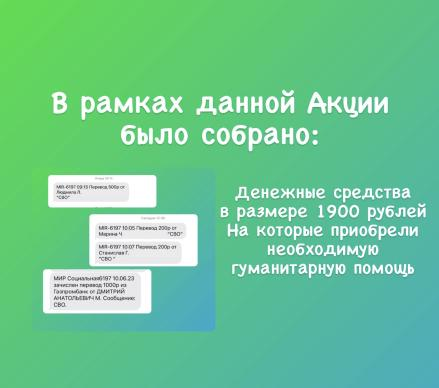 В рамках данной Акции
было собрано:
MIR-6197 09:13 Перевод 500р от
Людмила Л.
"СВО"
MIR-6197 10:05 Перевод 200р от
Марина Ч "СВО"
MIR-6197 10:07 Перевод 200р от
Станислав Г.
"СВО "
МИР Социальная6197 10.06.23
зачислен перевод 1000р из
Газпромбанк от ДМИТРИЙ
АНАТОЛЬЕВИЧ М. Сообщение:
СВО.
Денежные средства
в размере 1900 рублей
На которые приобрели
необходимую
гуманитарную помощь